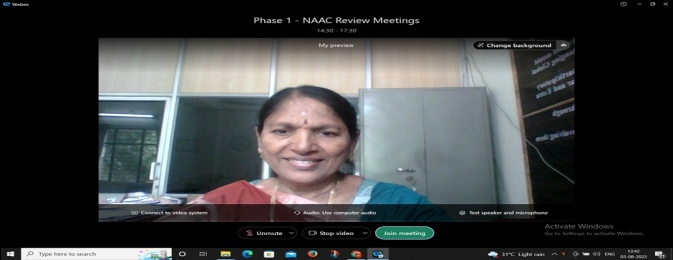 Webex
Phase 1 - NAAC Review Meetings
14:30 - 17:30
My preview
Change background
Connect to video system
Audio: Use computer audio
Test speaker and microphone
Unmute
Stop video
Join meeting
Activate Windows
Go to Settings to activate Windows.
Type here to search
31°C Light rain
ENG
13:42
03-08-2022